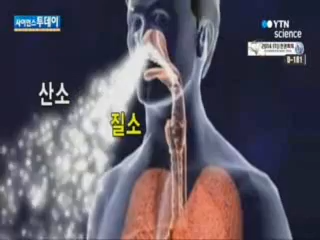 사이언스 투데이
YTN
science
D-181
산소
질소